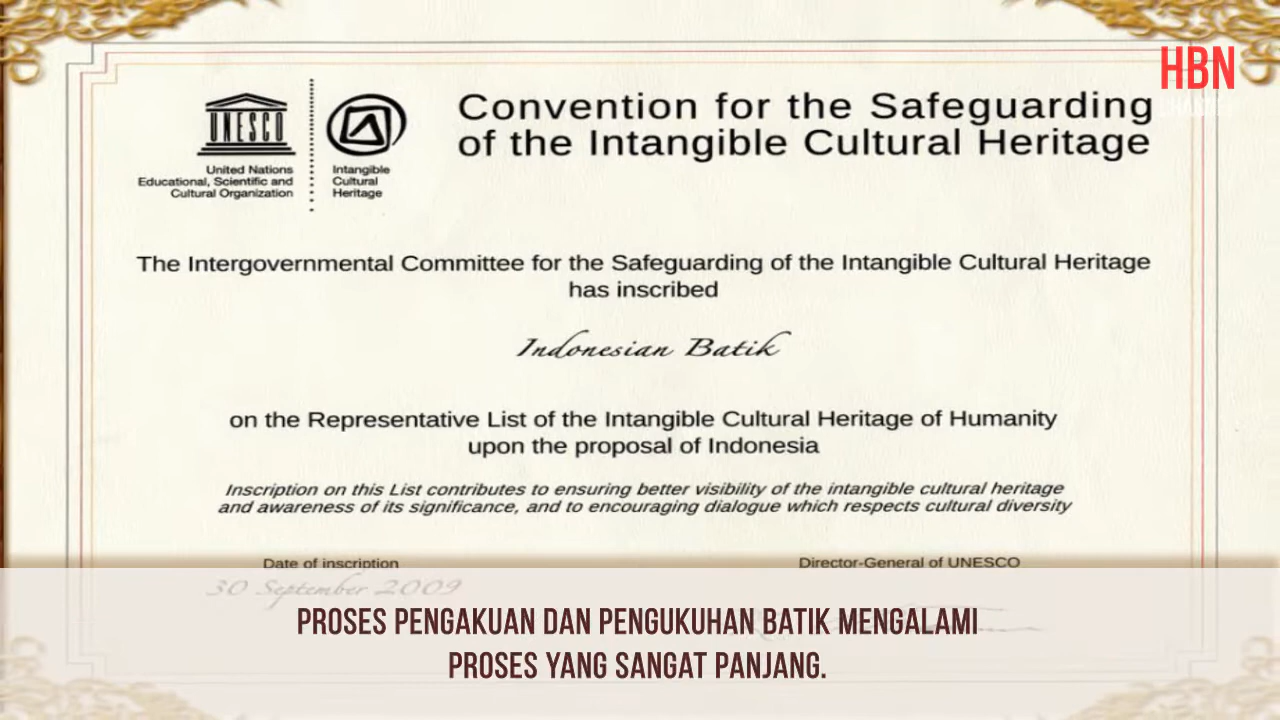 HBN
UNESCO
United Nations
Educational, Scientific and
Cultural Organization
Intangible
Cultural
Heritage
Convention for the Safeguarding
of the Intangible Cultural Heritage
The Intergovernmental Committee for the Safeguarding of the Intangible Cultural Heritage
has inscribed
Indonesian Batik
on the Representative List of the Intangible Cultural Heritage of Humanity
upon the proposal of Indonesia
Inscription on this List contributes to ensuring better visibility of the intangible cultural heritage
and awareness of its significance, and to encouraging dialogue which respects cultural diversity
Date of inscription
30 September 2009
Director-General of UNESCO
PROSES PENGAKUAN DAN PENGUKUHAN BATIK MENGALAMI
PROSES YANG SANGAT PANJANG.